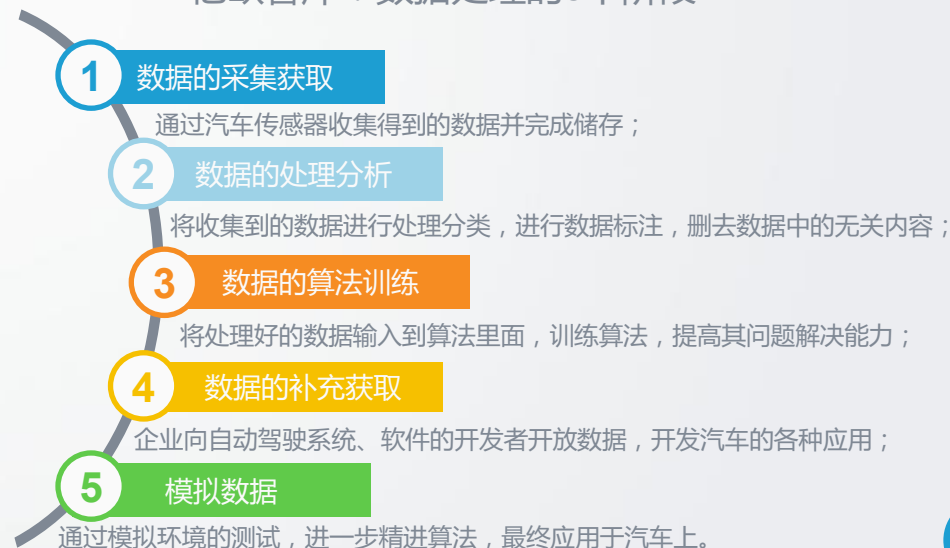 1
数据的采集获取
通过汽车传感器收集得到的数据并完成储存；
2
数据的处理分析
将收集到的数据进行处理分类，进行数据标注，删去数据中的无关内容；
3
数据的算法训练
将处理好的数据输入到算法里面，训练算法，提高其问题解决能力；
4
数据的补充获取
企业向自动驾驶系统、软件的开发者开放数据，开发汽车的各种应用；
5
模拟数据
通过模拟环境的测试，进一步精进算法，最终应用于汽车上。